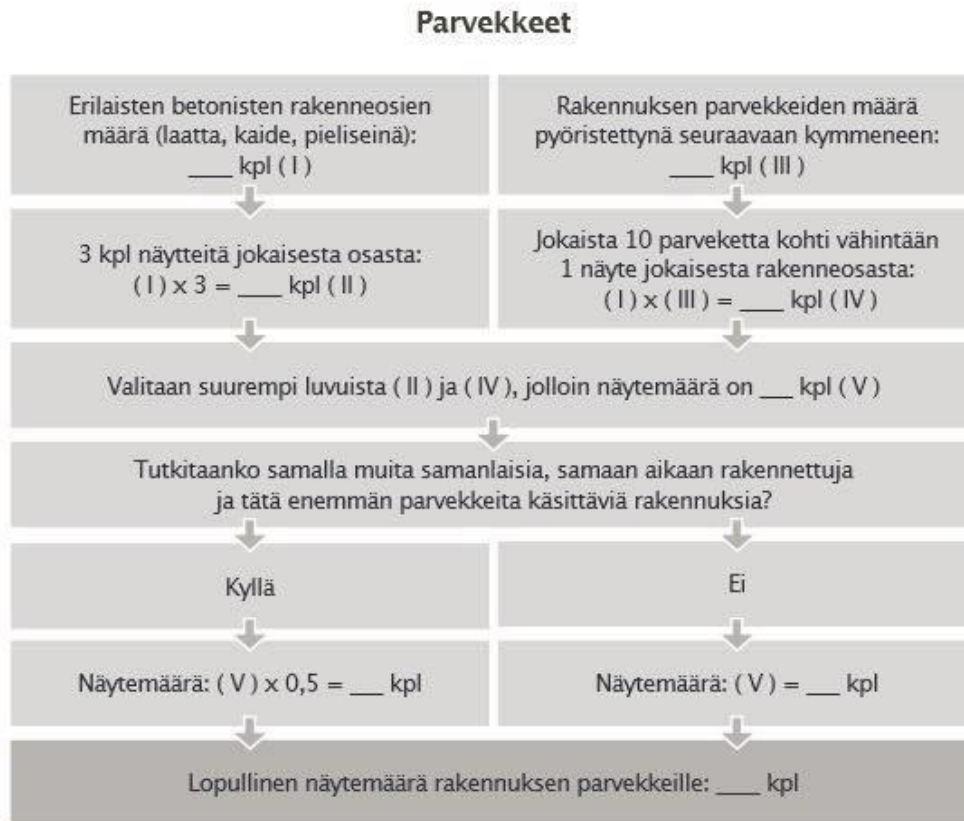 Parvekkeet
Erilaisten betonisten rakenneosien
määrä (laatta, kaide, pieliseinä):
___ kpl ( I )
Rakennuksen parvekkeiden määrä
pyöristettynä seuraavaan kymmeneen:
___ kpl ( III )
3 kpl näytteitä jokaisesta osasta:
( I ) x 3 = ___ kpl ( II )
Jokaista 10 parveketta kohti vähintään
1 näyte jokaisesta rakenneosasta:
( I ) x ( III ) = ___ kpl ( IV )
Valitaan suurempi luvuista ( II ) ja ( IV ), jolloin näytemäärä on ___ kpl ( V )
Tutkitaanko samalla muita samanlaisia, samaan aikaan rakennettuja
ja tätä enemmän parvekkeita käsittäviä rakennuksia?
Kyllä
Ei
Näytemäärä: ( V ) x 0,5 = ___ kpl
Näytemäärä: ( V ) = ___ kpl
Lopullinen näytemäärä rakennuksen parvekkeille: ____ kpl